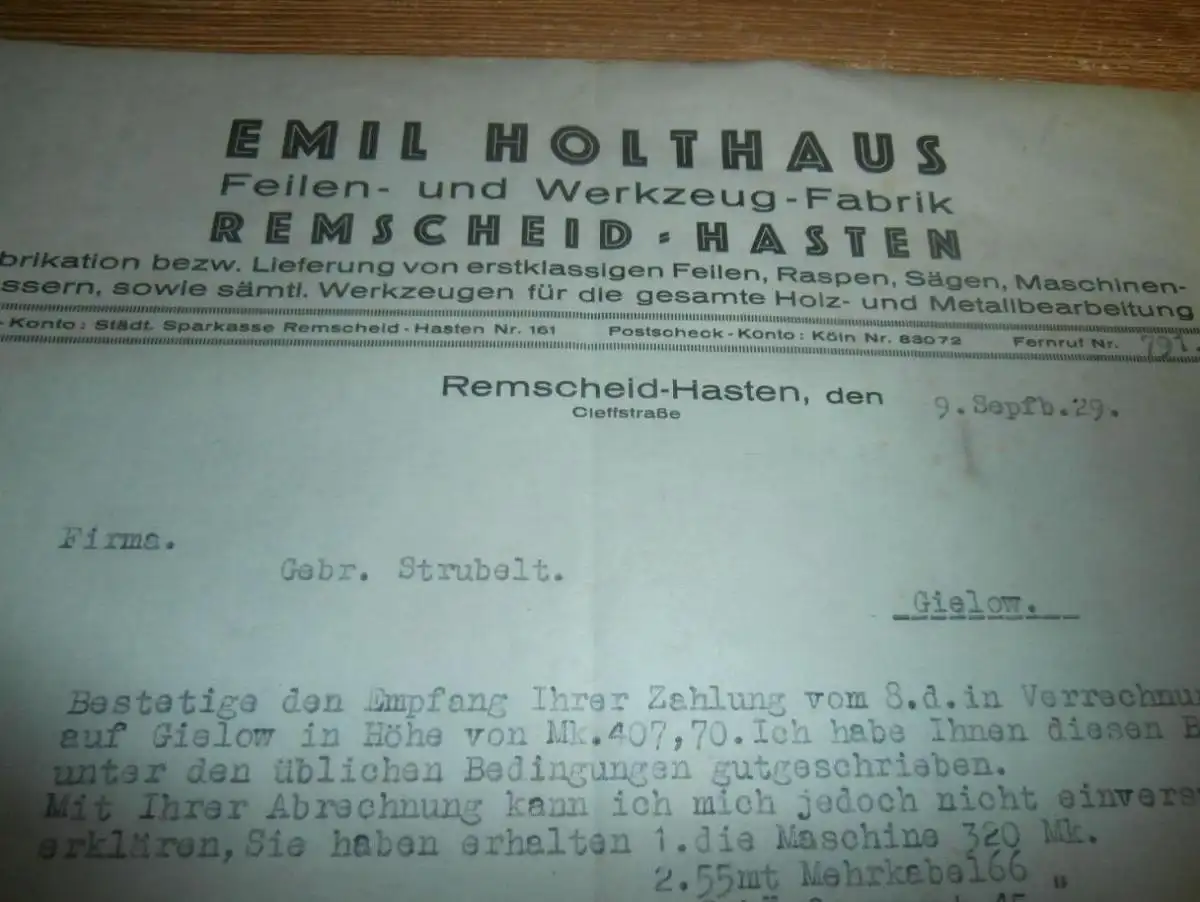 EMIL HOLTHAUS
Feilen- und Werkzeug-Fabrik
REMSCHEID-HASTEN
brikation bezw. Lieferung von erstklassigen Feilen, Raspen, Sägen, Maschinen-
ssern, sowie sämtl. Werkzeugen für die gesamte Holz- und Metallbearbeitung
-Konto: Städt. Sparkasse Remscheid-Hasten Nr. 161 Postscheck-Konto: Köln Nr. 83072 Fernruf Nr. 791.
Remscheid-Hasten, den 9.Sepfb.29.
Cleffstraße
Firma.
Gebr. Strubelt.
Gielow.
Bestetige den Empfang Ihrer Zahlung vom 8.d.in Verrechnu
auf Gielow in Höhe von Mk.407,70.Ich habe Ihnen diesen B
unter den üblichen Bedingungen gutgeschrieben.
Mit Ihrer Abrechnung kann ich mich jedoch nicht einvers
erklären,Sie haben erhalten 1.die Maschine 320 Mk.
2.55mt Mehrkabel66 "